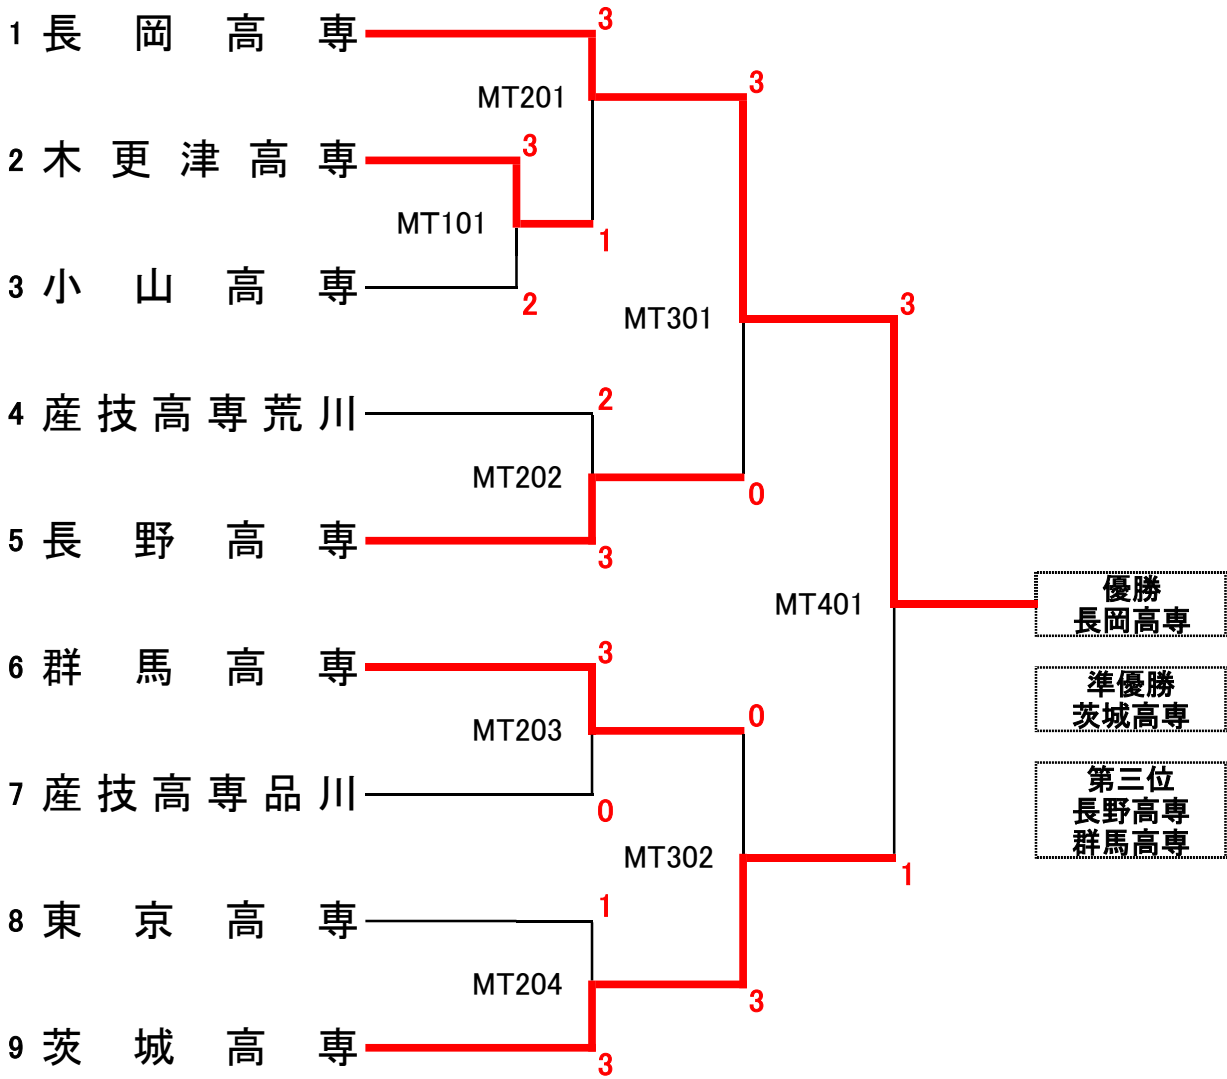 1 長岡高専
3
MT201
3
2 木更津高専
3
MT101
1
3 小山高専
2
MT301
3
4 産技高専荒川
2
MT202
0
5 長野高専
3
MT401
優勝
長岡高専
6 群馬高専
3
準優勝
茨城高専
MT203
0
7 産技高専品川
0
第三位
長野高専
群馬高専
MT302
1
8 東京高専
1
MT204
3
9 茨城高専
3